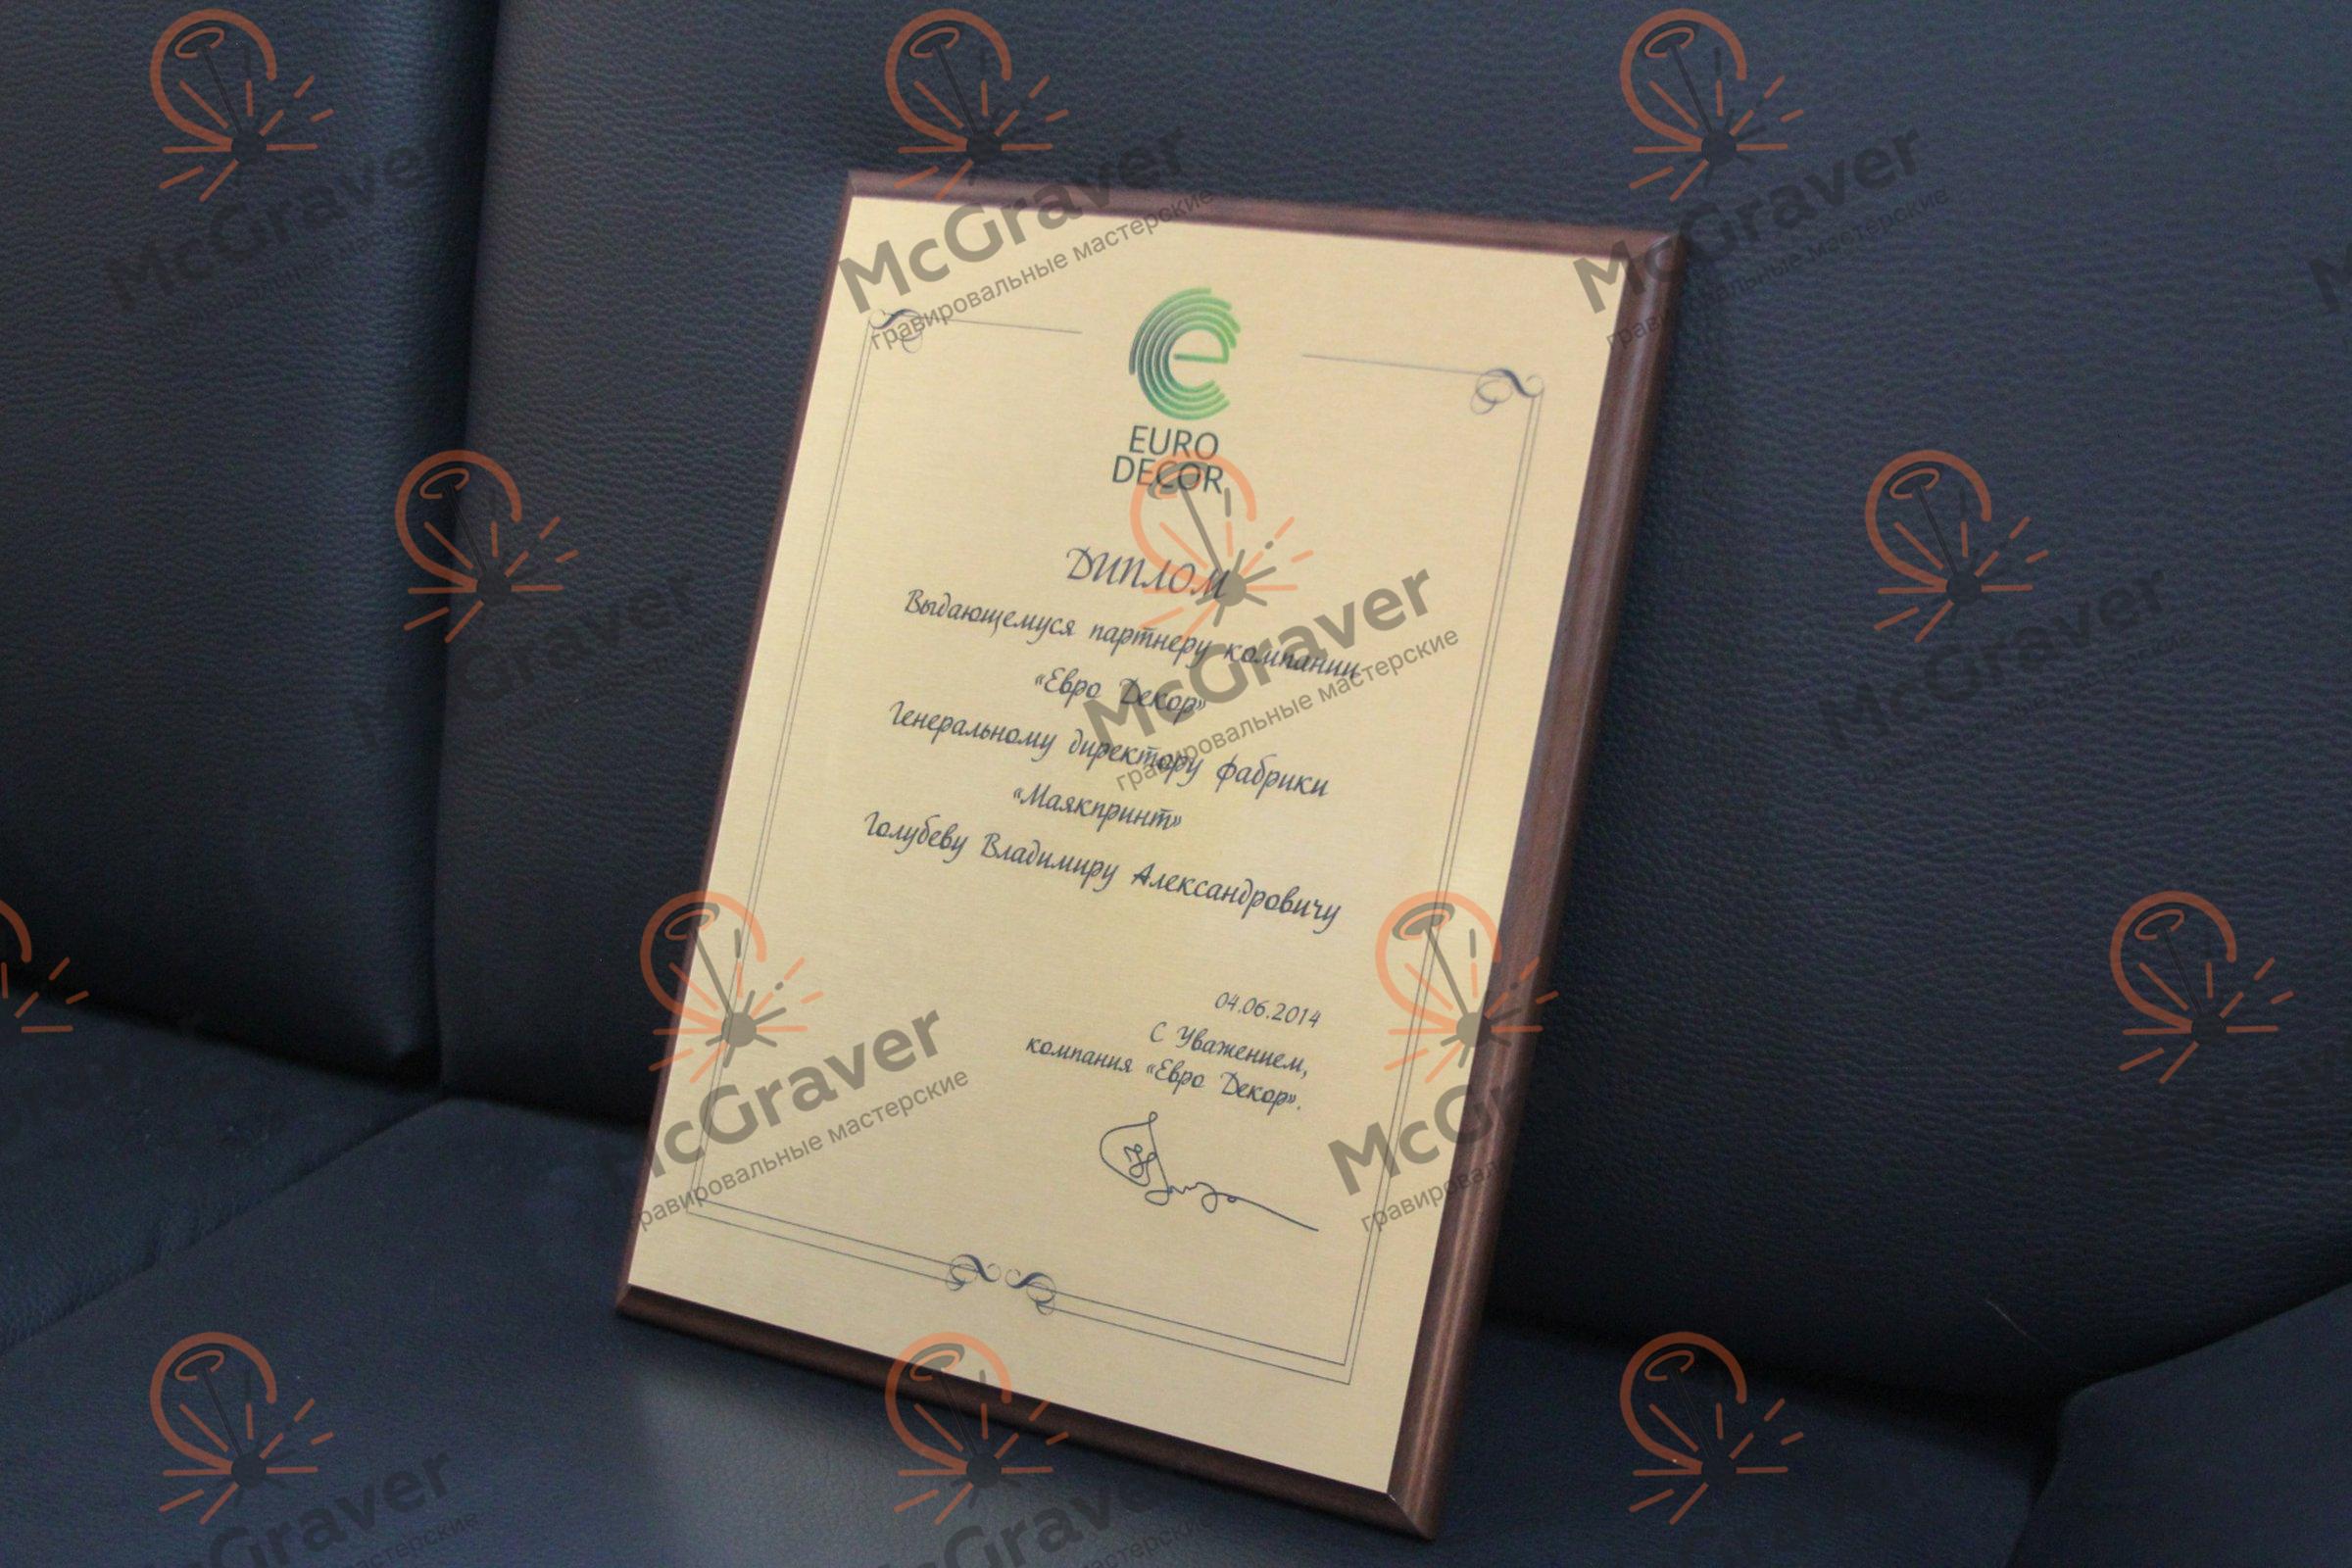 EURO
DECOR
ДИПЛОМ
Выдающемуся партнеру компании
«Евро Декор»
Генеральному директору фабрики
«Маякпринт»
Голубеву Владимиру Александровичу
04.06.2014
С Уважением,
компания «Евро Декор».
McGraver
гравировальные мастерские